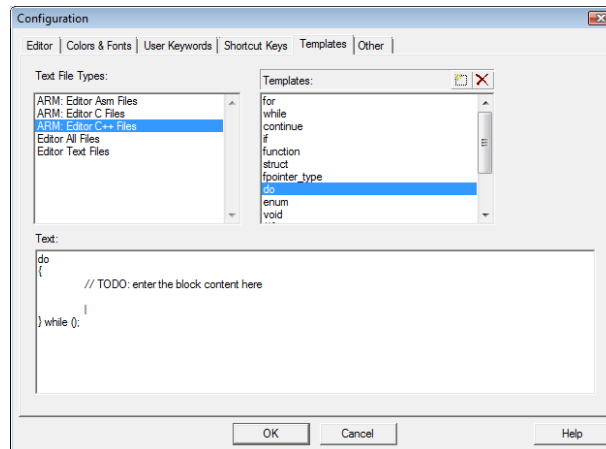 Configuration
Editor
Colors & Fonts
User Keywords
Shortcut Keys
Templates
Other
Text File Types:
ARM: Editor Asm Files
ARM: Editor C Files
ARM: Editor C++ Files
Editor All Files
Editor Text Files
Templates:
for
while
continue
if
function
struct
fpointer_type
do
enum
void
Text:
do
{
// TODO: enter the block content here
|
} while ();
OK
Cancel
Help